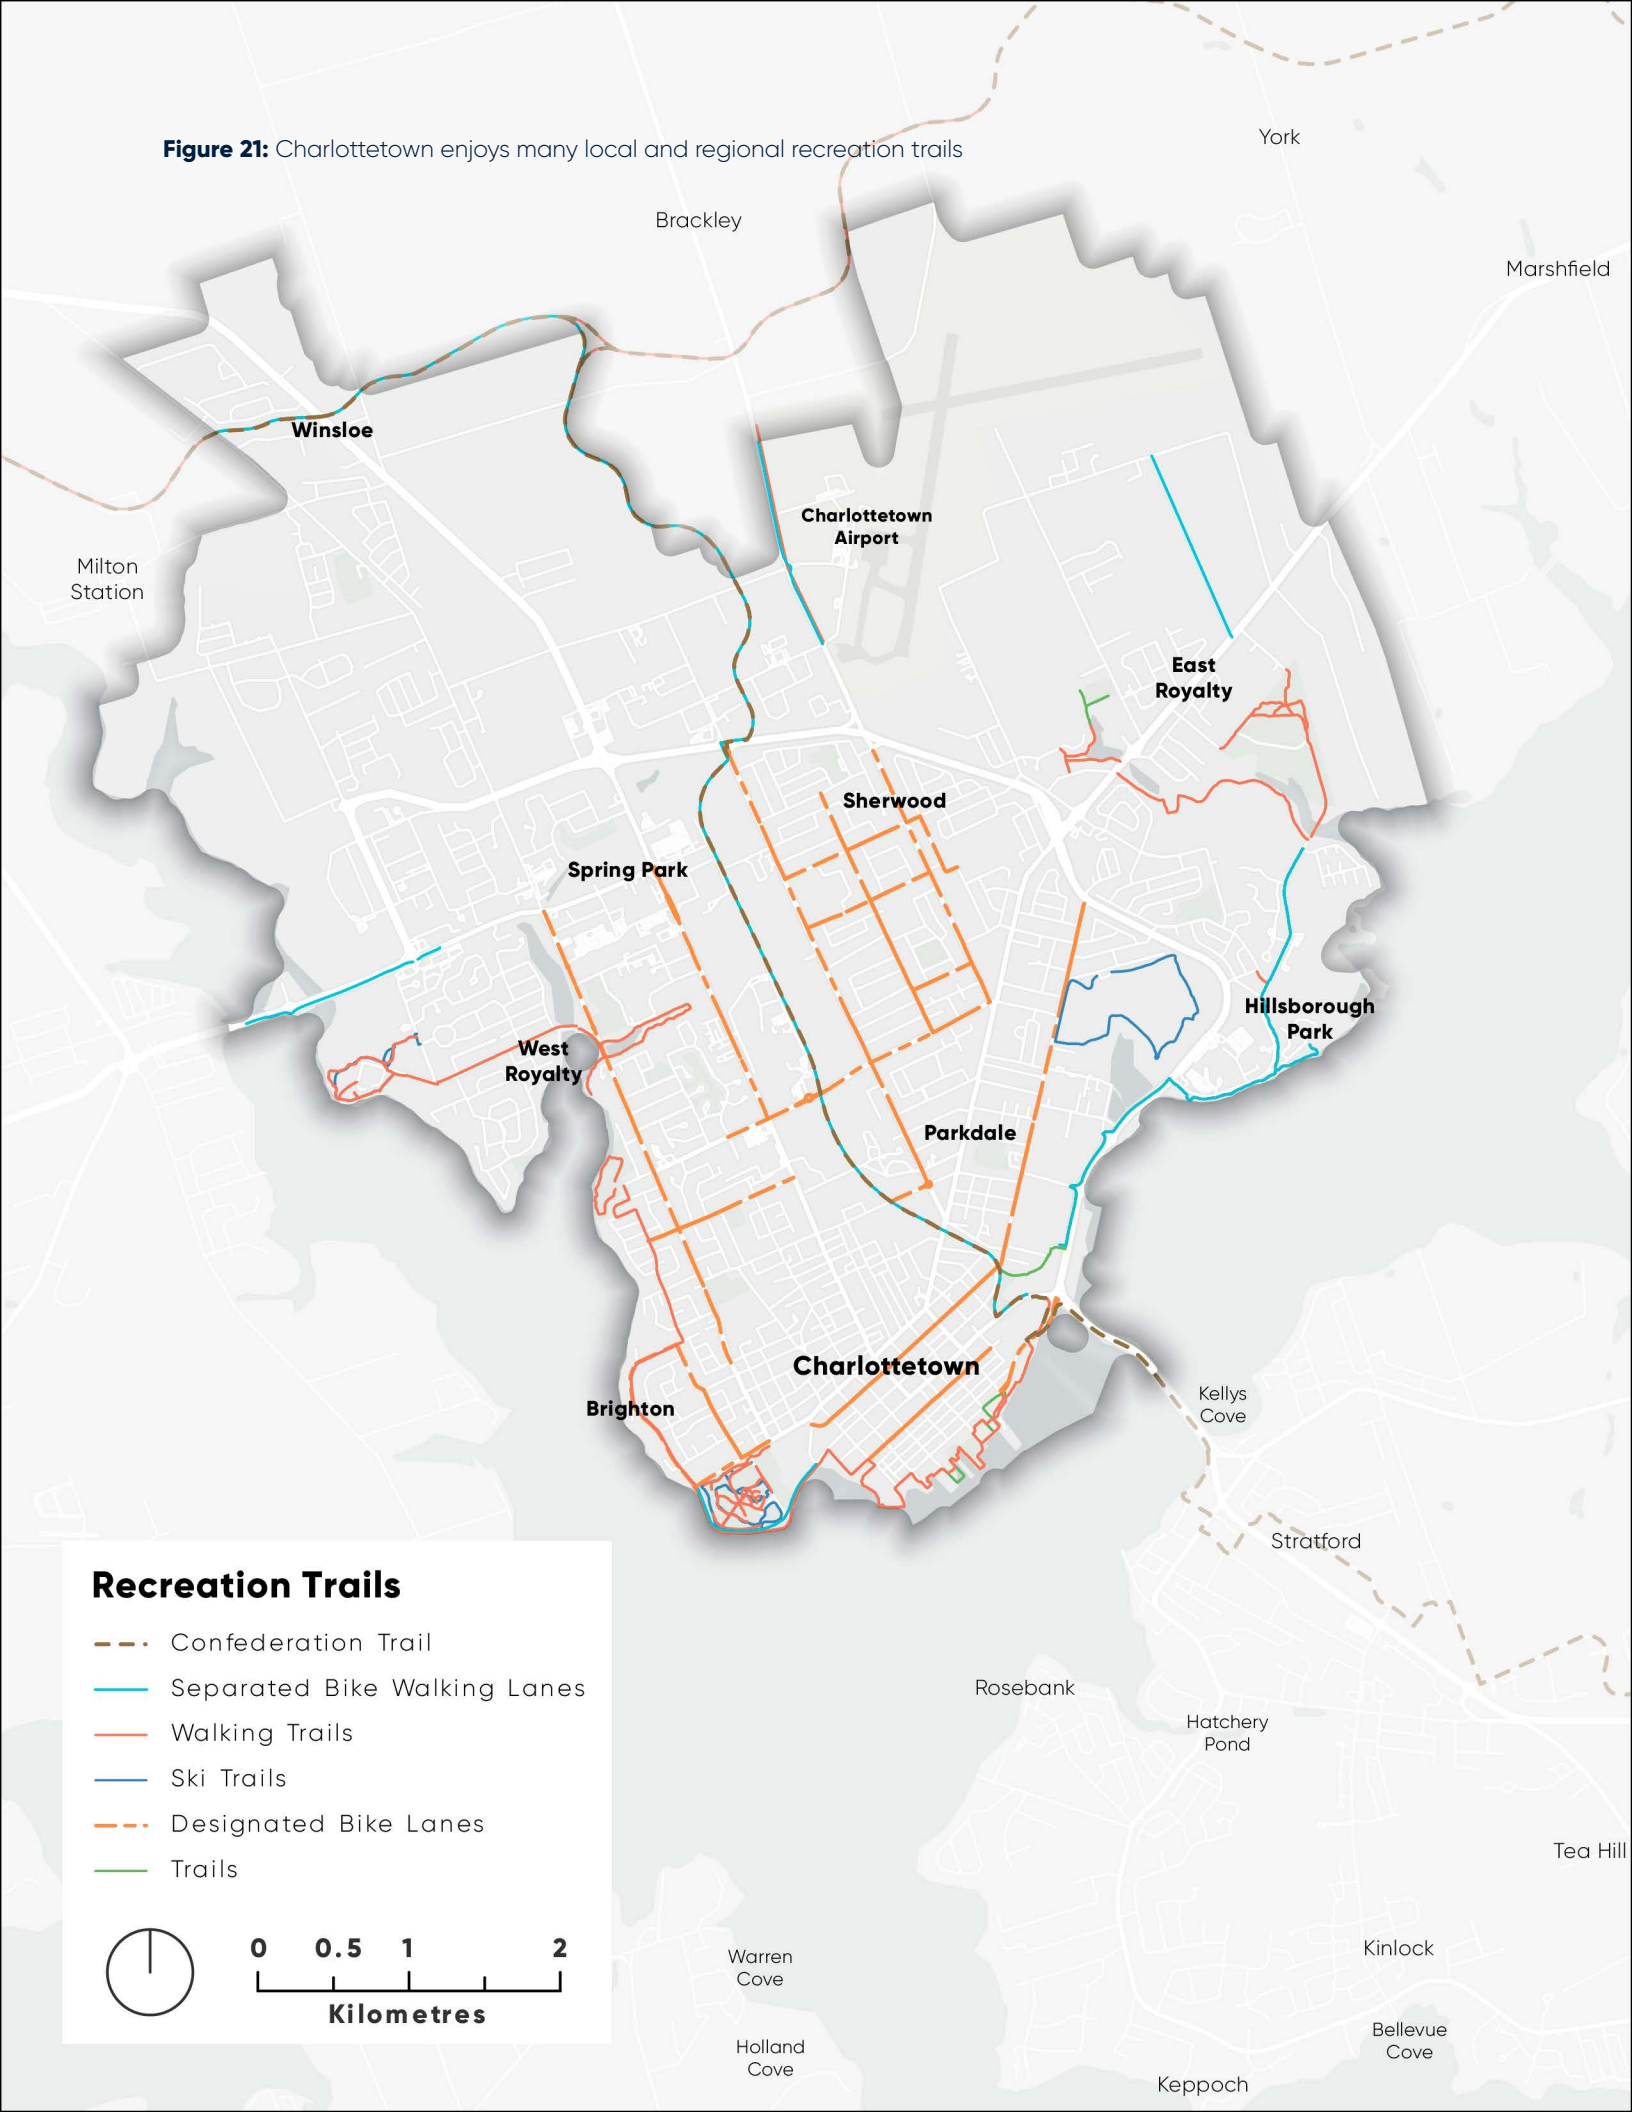 York
Figure 21: Charlottetown enjoys many local and regional recreation trails
Brackley
Marshfield
Winsloe
Charlottetown
Airport
Milton
Station
East
Royalty
Sherwood
Spring Park
Hillsborough
Park
West
Royalty
Parkdale
Charlottetown
Kellys
Cove
Brighton
Stratford
Recreation Trails
Confederation Trail
Separated Bike Walking Lanes
Walking Trails
Ski Trails
Designated Bike Lanes
Trails
0 0.5 1 2
Kilometres
Rosebank
Hatchery
Pond
Tea Hill
Warren
Cove
Kinlock
Holland
Cove
Bellevue
Cove
Keppoch